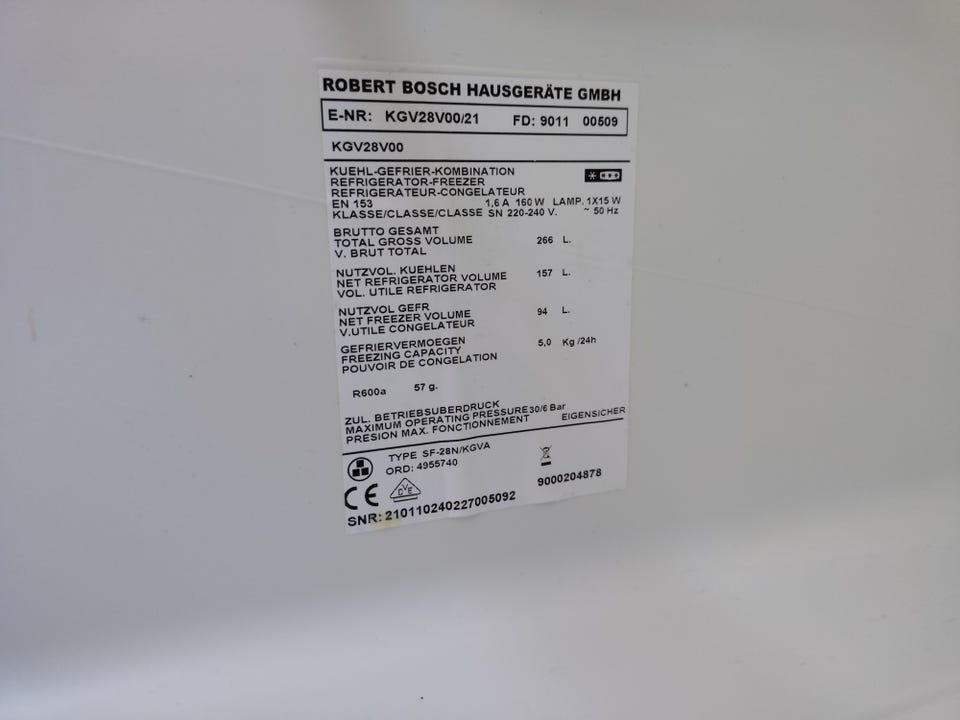 ROBERT BOSCH HAUSGERÄTE GMBH
E-NR: KGV28V00/21 FD: 9011 00509
KGV28V00
KUEHL-GEFRIER-KOMBINATION
REFRIGERATOR-FREEZER
REFRIGERATEUR-CONGELATEUR
EN 153 1,6 A 160 W LAMP. 1X15 W
KLASSE/CLASSE/CLASSE SN 220-240 V. ~ 50 Hz
BRUTTO GESAMT
TOTAL GROSS VOLUME 266 L.
V. BRUT TOTAL
NUTZVOL. KUEHLEN
NET REFRIGERATOR VOLUME 157 L.
VOL. UTILE REFRIGERATOR
NUTZVOL GEFR
NET FREEZER VOLUME 94 L.
V.UTILE CONGELATEUR
GEFRIERVERMOEGEN
FREEZING CAPACITY 5,0 Kg /24h
POUVOIR DE CONGELATION
R600a 57 g.
ZUL. BETRIEBSUBERDRUCK
MAXIMUM OPERATING PRESSURE 30/6 Bar
PRESION MAX. FONCTIONNEMENT EIGENSICHER
TYPE SF-28N/KGVA
ORD: 4955740
CE DVE 9000204878
SNR: 210110240227005092